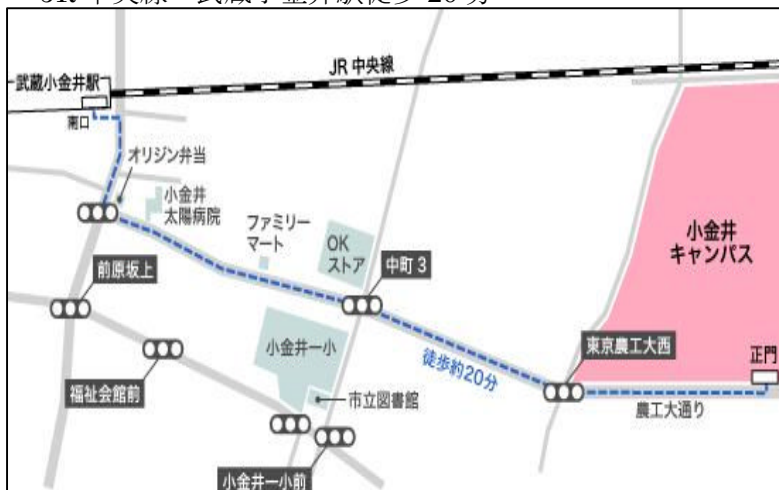 JR 中央線
武蔵小金井駅
南口
オリジン弁当
小金井
太陽病院
ファミリー
マート
OK
ストア
小金井
キャンパス
前原坂上
中町 3
小金井一小
徒歩約20分
東京農工大西
正門
福祉会館前
市立図書館
農工大通り
小金井一小前